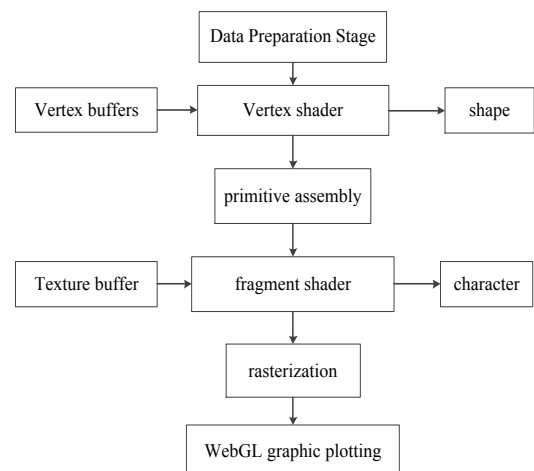 Data Preparation Stage
Vertex buffers
Vertex shader
shape
primitive assembly
Texture buffer
fragment shader
character
rasterization
WebGL graphic plotting